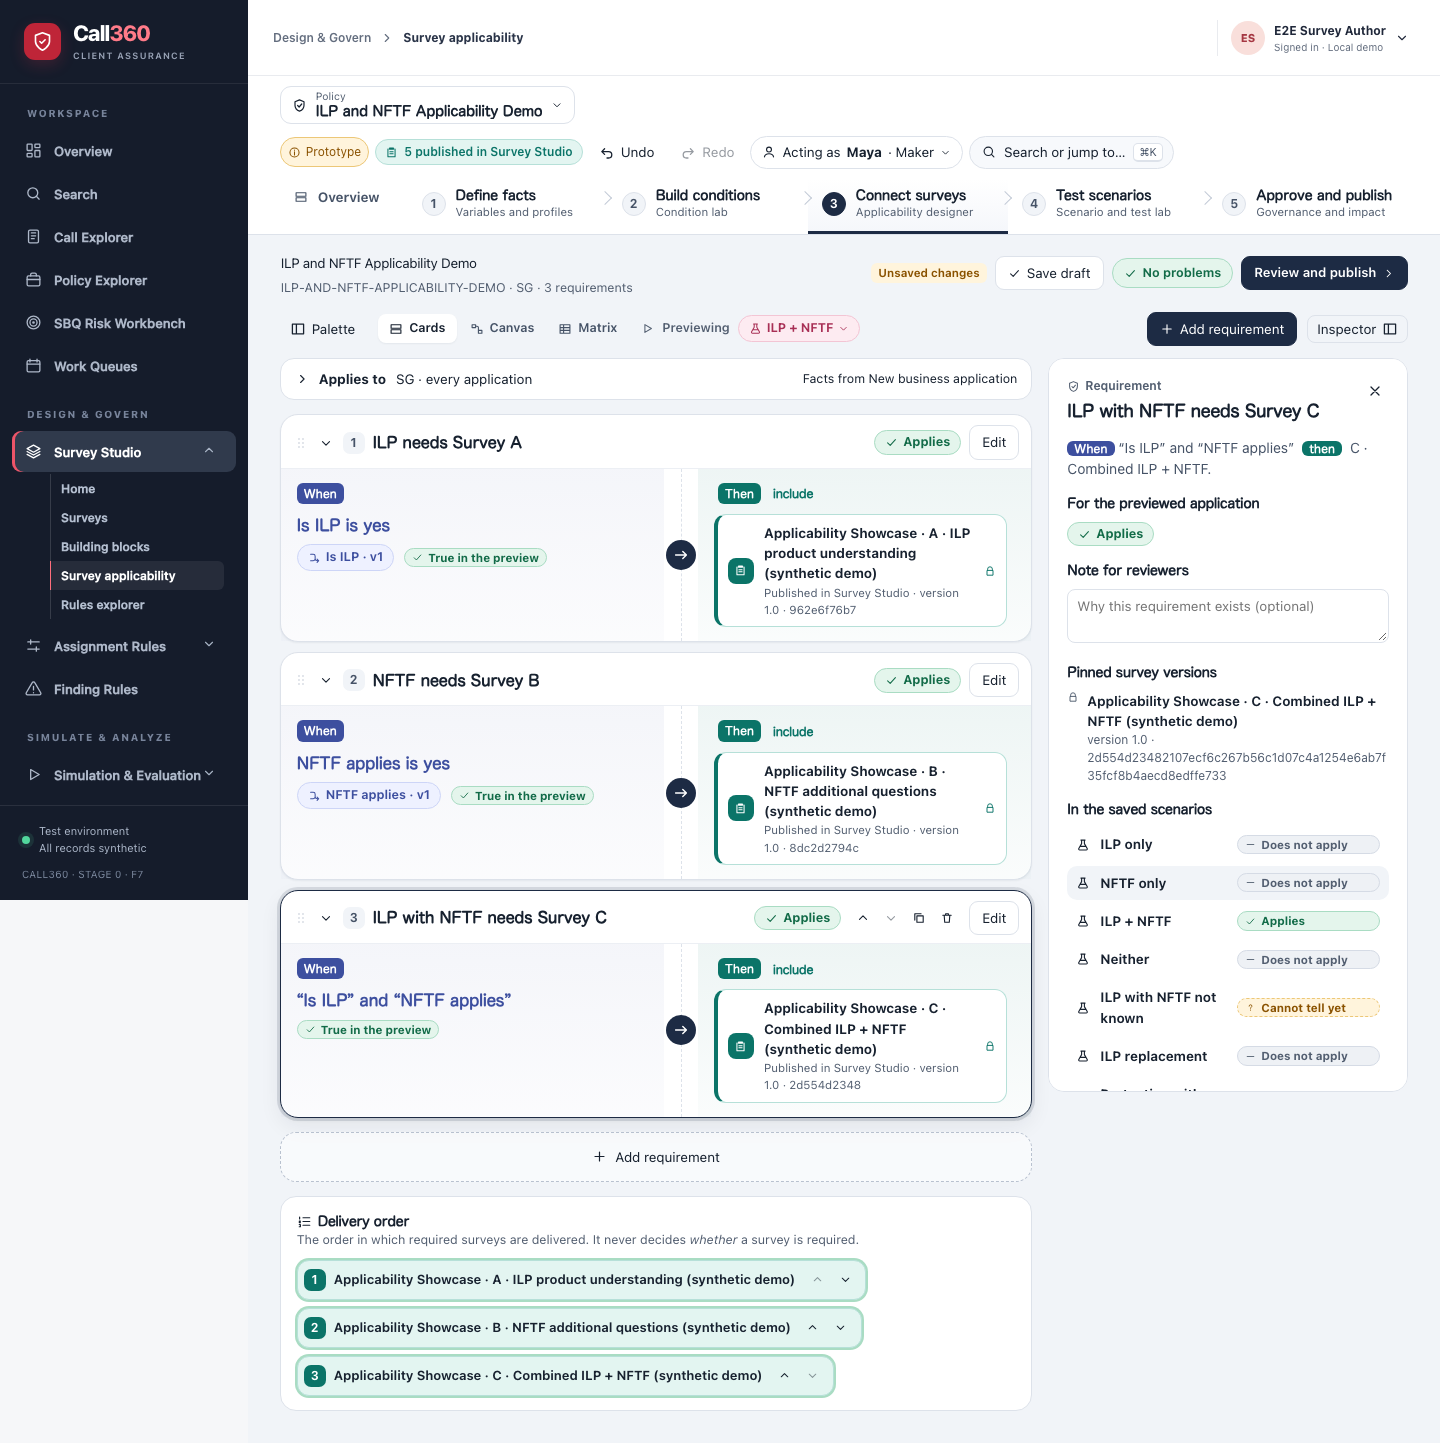 Call360
CLIENT ASSURANCE
WORKSPACE
Overview
Search
Call Explorer
Policy Explorer
SBQ Risk Workbench
Work Queues
DESIGN & GOVERN
Survey Studio
Home
Surveys
Building blocks
Survey applicability
Rules explorer
Assignment Rules
Finding Rules
SIMULATE & ANALYZE
Simulation & Evaluation
Test environment
All records synthetic
CALL360 · STAGE 0 · F7
Design & Govern
Survey applicability
ES
E2E Survey Author
Signed in · Local demo
Policy
ILP and NFTF Applicability Demo
Prototype
5 published in Survey Studio
Undo
Redo
Acting as Maya · Maker
Search or jump to...
⌘K
Overview
1
Define facts
Variables and profiles
2
Build conditions
Condition lab
3
Connect surveys
Applicability designer
4
Test scenarios
Scenario and test lab
5
Approve and publish
Governance and impact
ILP and NFTF Applicability Demo
ILP-AND-NFTF-APPLICABILITY-DEMO · SG · 3 requirements
Unsaved changes
Save draft
No problems
Review and publish
Palette
Cards
Canvas
Matrix
Previewing
ILP + NFTF
Add requirement
Inspector
Applies to SG · every application
Facts from New business application
1 ILP needs Survey A
Applies
Edit
When
Is ILP is yes
Is ILP · v1
True in the preview
Then include
Applicability Showcase · A · ILP
product understanding
(synthetic demo)
Published in Survey Studio · version
1.0 · 962e6f76b7
2 NFTF needs Survey B
Applies
Edit
When
NFTF applies is yes
NFTF applies · v1
True in the preview
Then include
Applicability Showcase · B ·
NFTF additional questions
(synthetic demo)
Published in Survey Studio · version
1.0 · 8dc2d2794c
3 ILP with NFTF needs Survey C
Applies
Edit
When
“Is ILP” and “NFTF applies”
True in the preview
Then include
Applicability Showcase · C ·
Combined ILP + NFTF
(synthetic demo)
Published in Survey Studio · version
1.0 · 2d554d2348
Add requirement
Delivery order
The order in which required surveys are delivered. It never decides whether a survey is required.
1 Applicability Showcase · A · ILP product understanding (synthetic demo)
2 Applicability Showcase · B · NFTF additional questions (synthetic demo)
3 Applicability Showcase · C · Combined ILP + NFTF (synthetic demo)
Requirement
ILP with NFTF needs Survey C
When “Is ILP” and “NFTF applies” then C ·
Combined ILP + NFTF.
For the previewed application
Applies
Note for reviewers
Why this requirement exists (optional)
Pinned survey versions
Applicability Showcase · C · Combined ILP +
NFTF (synthetic demo)
version 1.0 ·
2d554d23482107ecf6c267b56c1d07c4a1254e6ab7f
35fcf8b4aecd8edffe733
In the saved scenarios
ILP only
Does not apply
NFTF only
Does not apply
ILP + NFTF
Applies
Neither
Does not apply
ILP with NFTF not
known
Cannot tell yet
ILP replacement
Does not apply